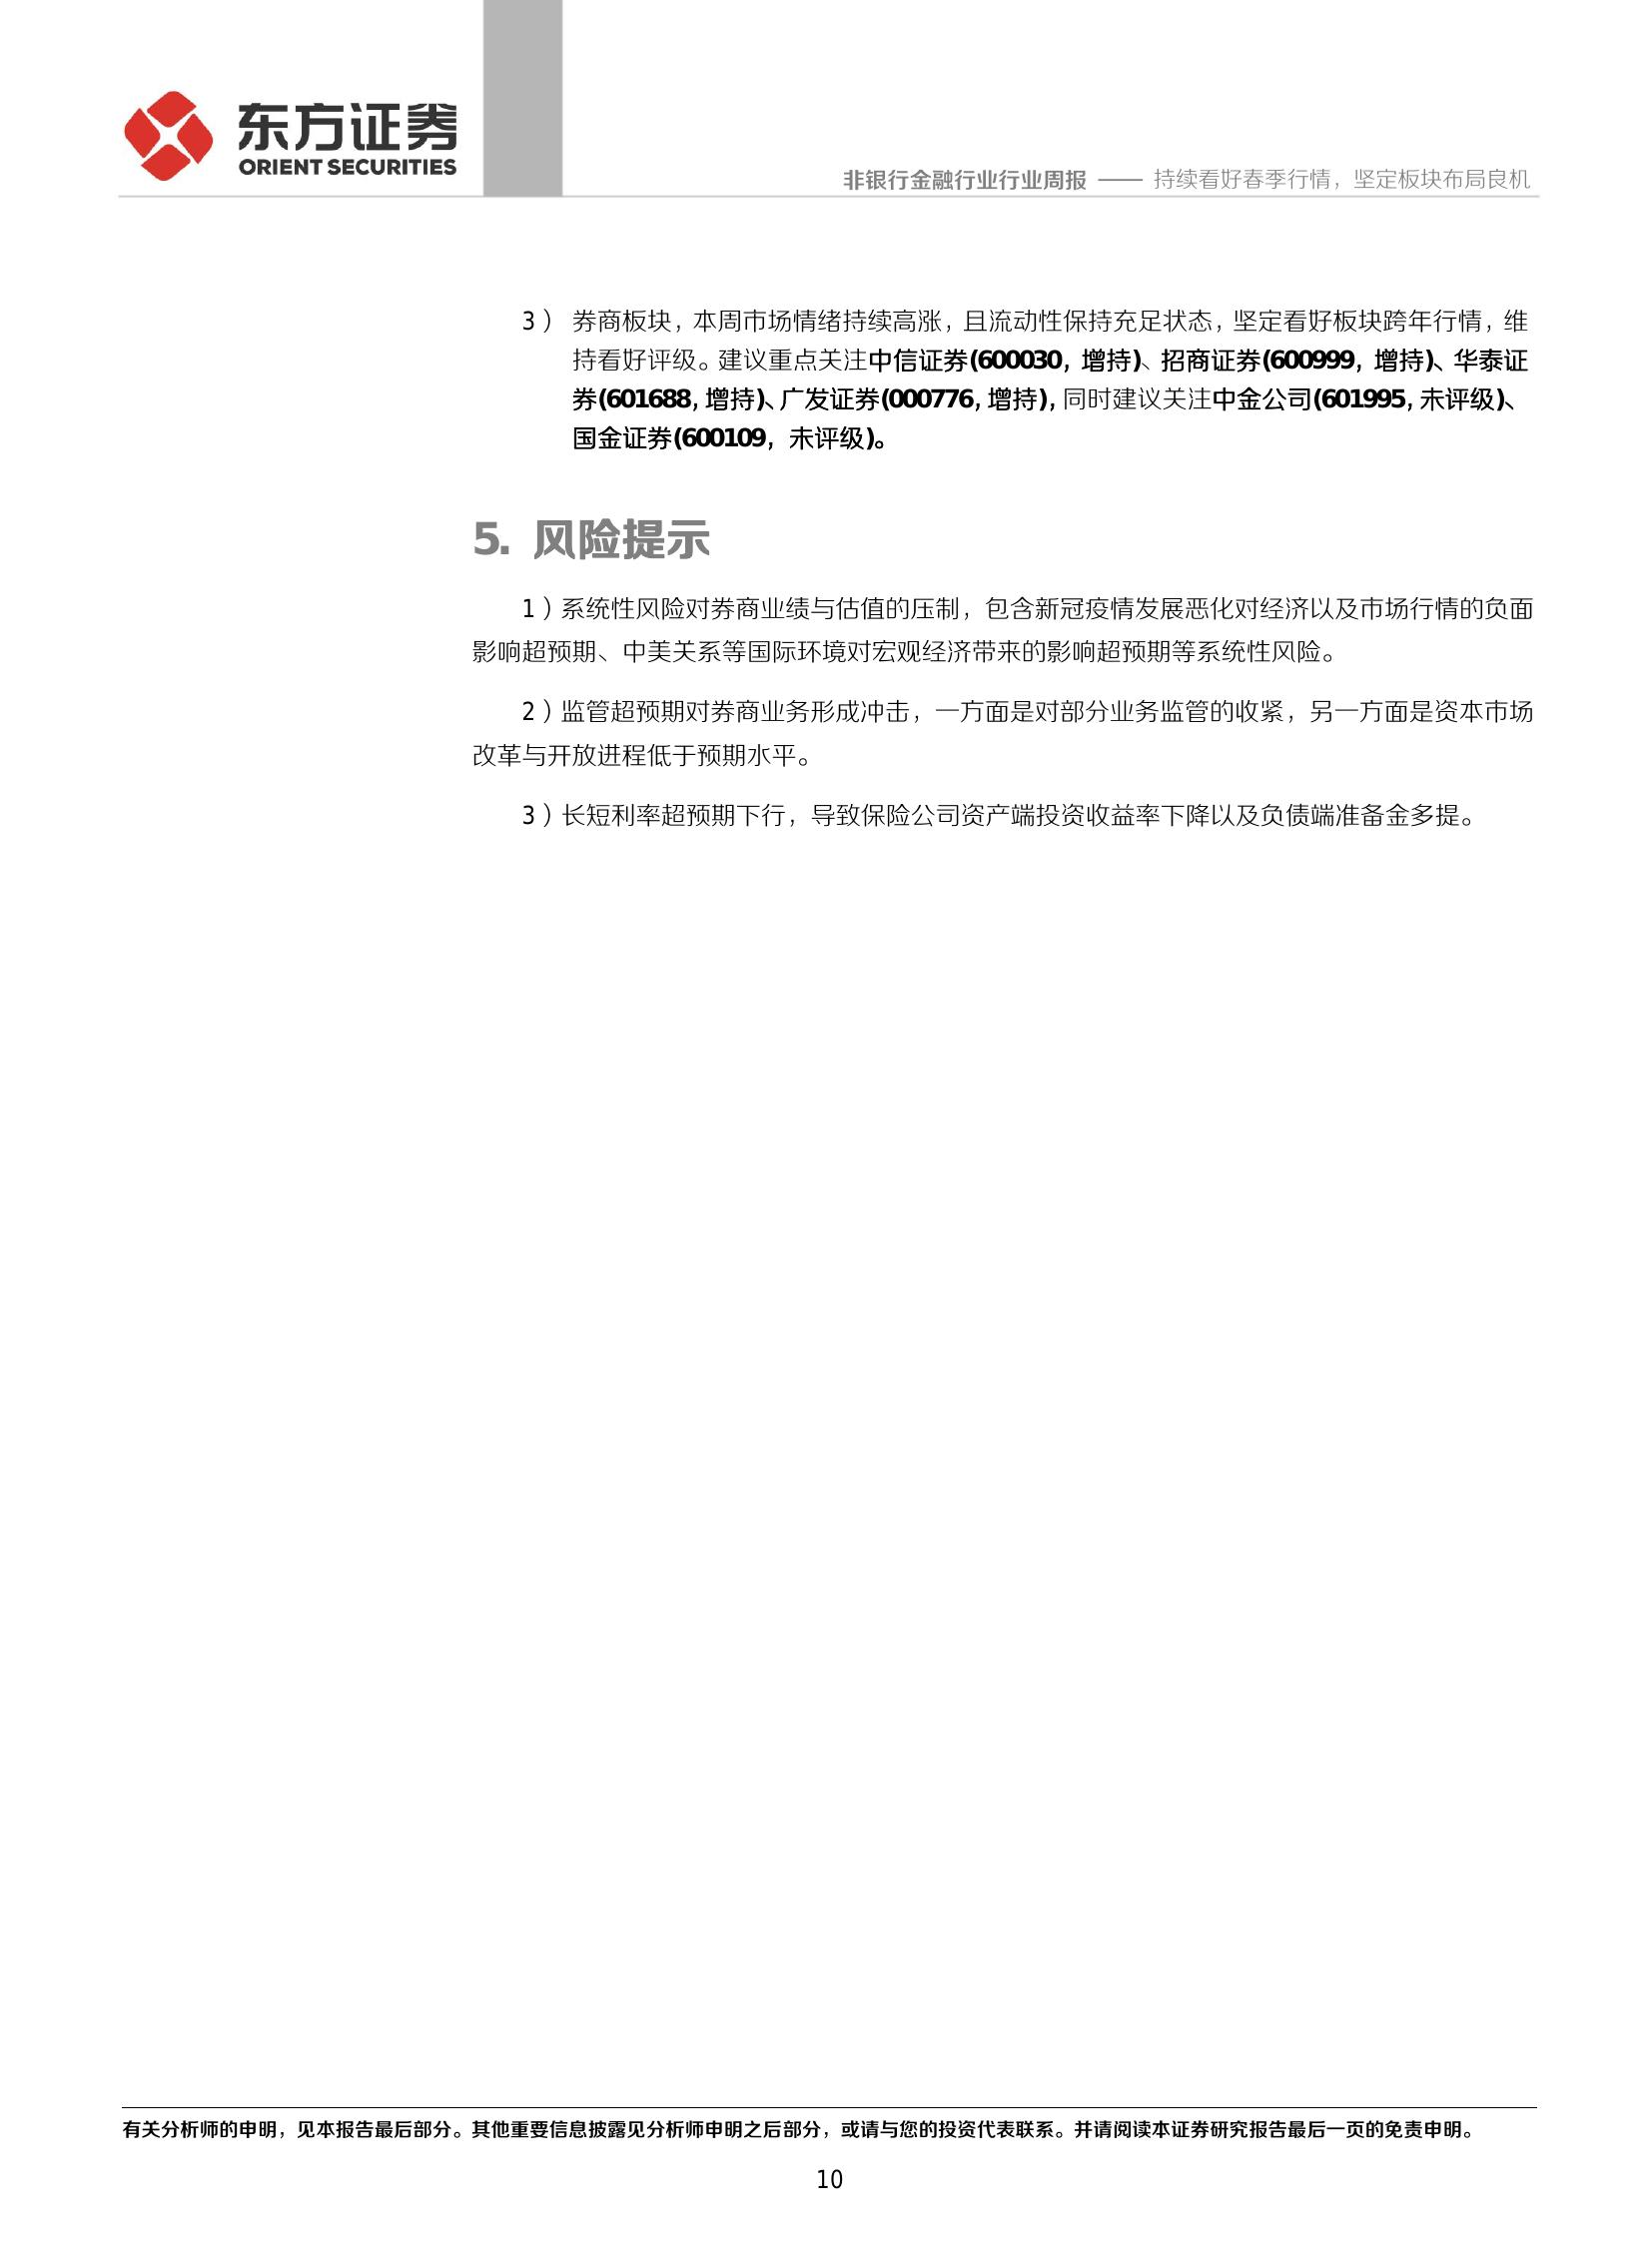 东方证券
ORIENT SECURITIES
非银行金融行业行业周报 —— 持续看好春季行情，坚定板块布局良机
3） 券商板块，本周市场情绪持续高涨，且流动性保持充足状态，坚定看好板块跨年行情，维
持看好评级。建议重点关注中信证券(600030，增持)、招商证券(600999，增持)、华泰证
券(601688，增持)、广发证券(000776，增持)，同时建议关注中金公司(601995，未评级)、
国金证券(600109，未评级)。
5. 风险提示
1）系统性风险对券商业绩与估值的压制，包含新冠疫情发展恶化对经济以及市场行情的负面
影响超预期、中美关系等国际环境对宏观经济带来的影响超预期等系统性风险。
2）监管超预期对券商业务形成冲击，一方面是对部分业务监管的收紧，另一方面是资本市场
改革与开放进程低于预期水平。
3）长短利率超预期下行，导致保险公司资产端投资收益率下降以及负债端准备金多提。
有关分析师的申明，见本报告最后部分。其他重要信息披露见分析师申明之后部分，或请与您的投资代表联系。并请阅读本证券研究报告最后一页的免责申明。
10